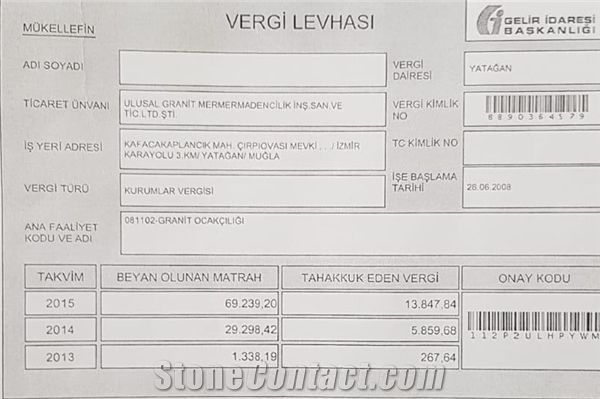 MÜKELLEFİN
VERGİ LEVHASI
GELİR İDARESİ
BAŞKANLIĞI
ADI SOYADI
VERGİ
DAİRESİ
YATAĞAN
TİCARET ÜNVANI
ULUSAL GRANİT MERMERMADENCİLİK İNŞ.SAN.VE
TİC.LTD.ŞTİ.
VERGİ KİMLİK
NO
8890364579
İŞ YERİ ADRESİ
KAFACAKAPLANCIK MAH. ÇIRPIOVASI MEVKİ . . ./ İZMİR
KARAYOLU 3.KM/ YATAĞAN/ MUĞLA
TC KİMLİK NO
VERGİ TÜRÜ
KURUMLAR VERGİSİ
İŞE BAŞLAMA
TARİHİ
26.06.2008
ANA FAALİYET
KODU VE ADI
081102-GRANİT OCAKÇILIĞI
TAKVİM BEYAN OLUNAN MATRAH TAHAKKUK EDEN VERGİ ONAY KODU
2015 69.239,20 13.847,84
2014 29.298,42 5.859,68
112P2ULHPYWM
2013 1.338,19 267,64
StoneContact.com